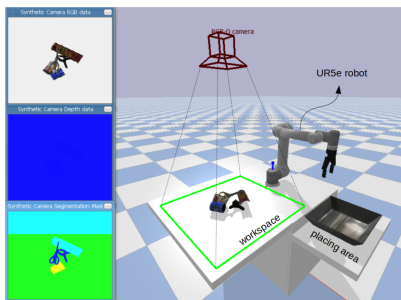 Synthetic Camera RGB data
Synthetic Camera Depth data
Synthetic Camera Segmentation Mask
RGB-D camera
UR5e robot
workspace
placing area